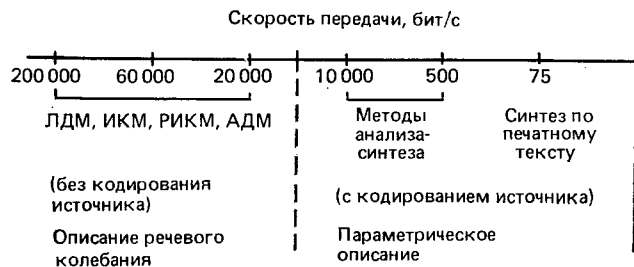 Скорость передачи, бит/с
200 000 60 000 20 000 10 000 500 75
ЛДМ, ИКМ, РИКМ, АДМ
Методы
анализа-
синтеза
Синтез по
печатному
тексту
(без кодирования
источника)
(с кодированием источника)
Описание речевого
колебания
Параметрическое
описание